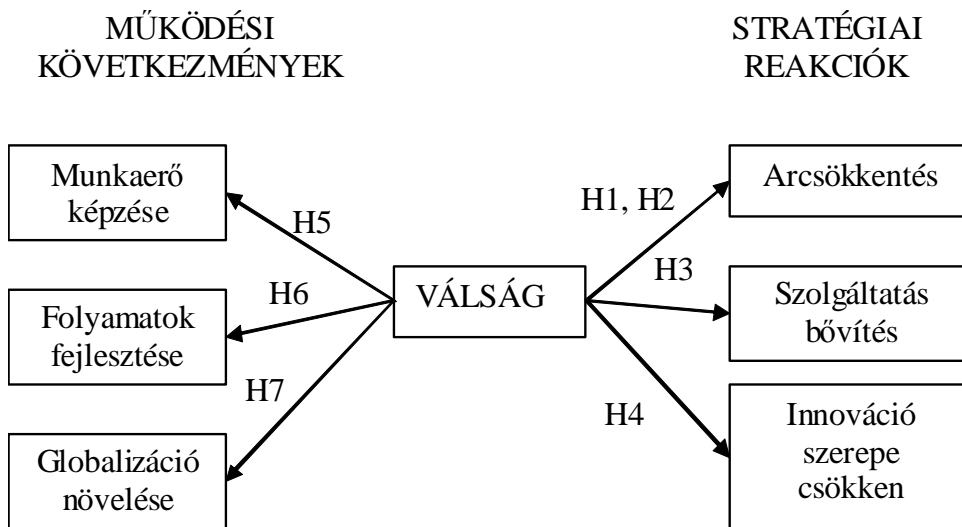 MŰKÖDÉSI
KÖVETKEZMÉNYEK
STRATÉGIAI
REAKCIÓK
Munkaerő
képzése
Folyamatok
fejlesztése
Globalizáció
növelése
H5
H6
H7
VÁLSÁG
H1, H2
H3
H4
Arcsökkentés
Szolgáltatás
bővítés
Innováció
szerepe
csökken